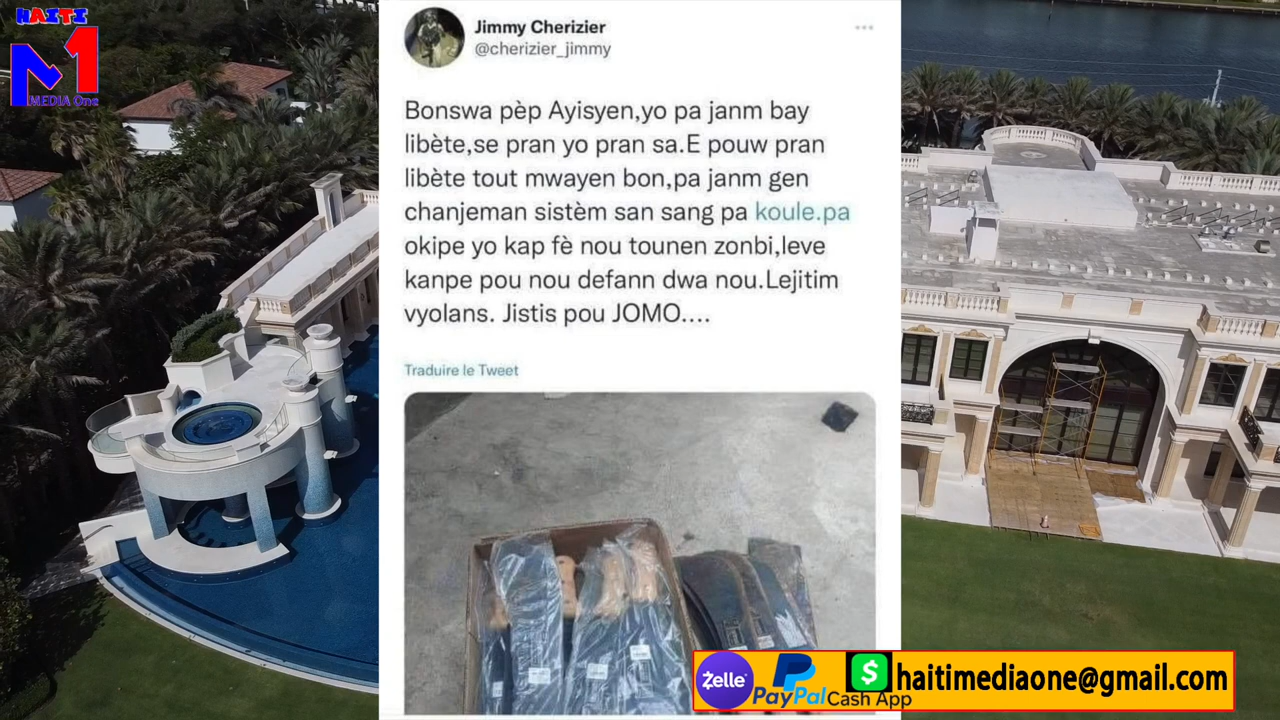 HAITI
M1
MEDIA One
Jimmy Cherizier
@cherizier_jimmy
Bonswa pèp Ayisyen,yo pa janm bay
libète,se pran yo pran sa.E pouw pran
libète tout mwayen bon,pa janm gen
chanjeman sistèm san sang pa koule.pa
okipe yo kap fè nou tounen zonbi,leve
kanpe pou nou defann dwa nou.Lejitim
vyolans. Jistis pou JOMO....
Traduire le Tweet
Zelle
PayPal
$
Cash App
haitimediaone@gmail.com